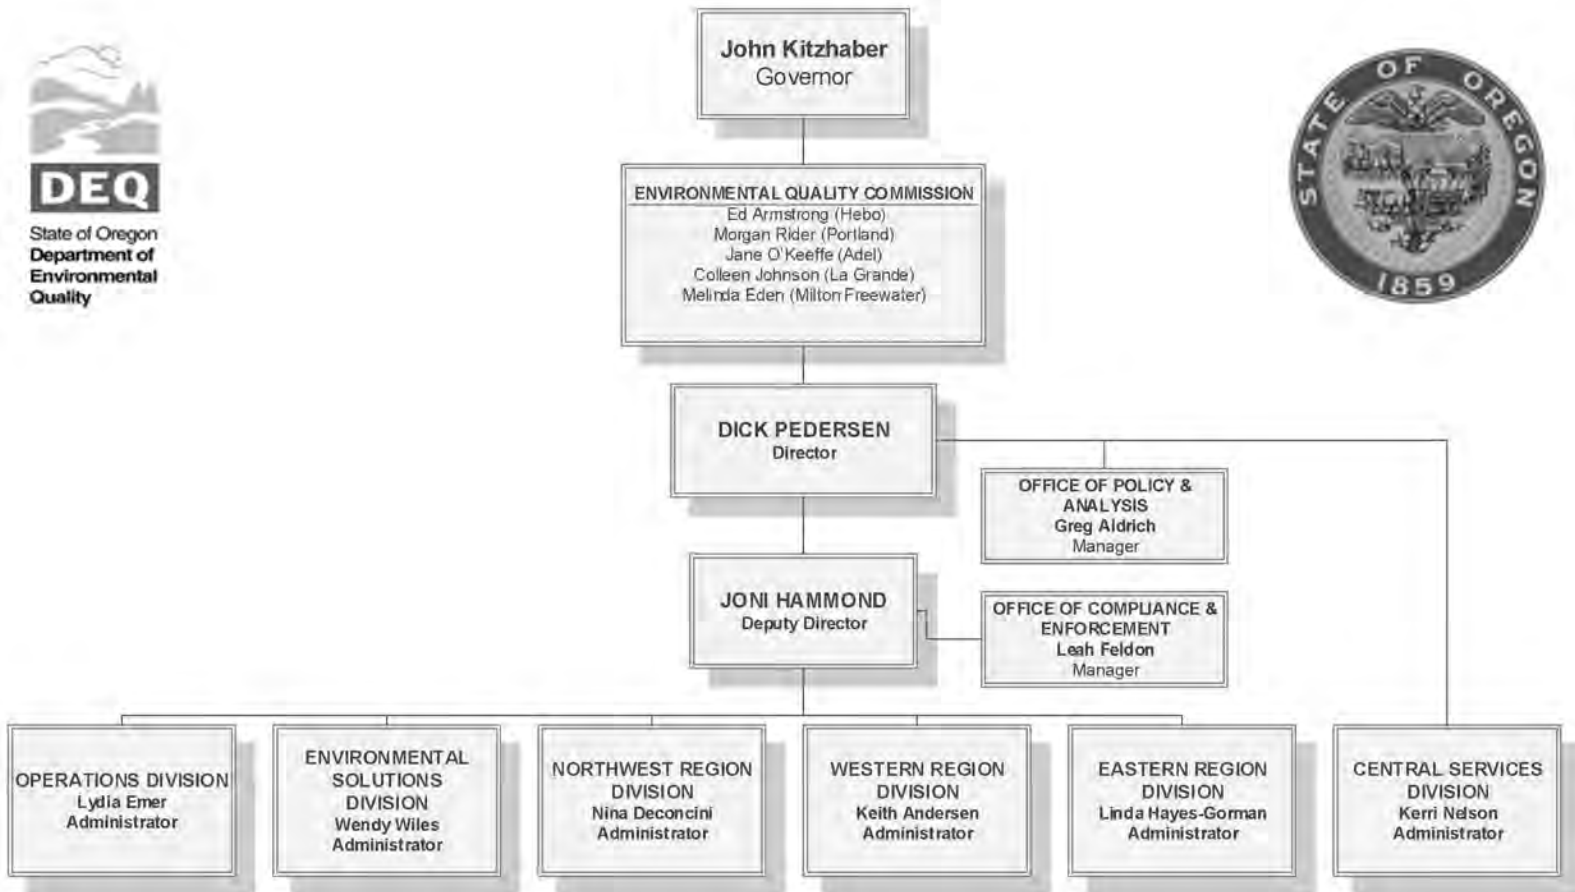 John Kitzhaber
Governor
DEQ
State of Oregon
Department of
Environmental
Quality
STATE OF OREGON
1859
ENVIRONMENTAL QUALITY COMMISSION
Ed Armstrong (Hebo)
Morgan Rider (Portland)
Jane O'Keeffe (Adel)
Colleen Johnson (La Grande)
Melinda Eden (Milton Freewater)
DICK PEDERSEN
Director
OFFICE OF POLICY &
ANALYSIS
Greg Aldrich
Manager
JONI HAMMOND
Deputy Director
OFFICE OF COMPLIANCE &
ENFORCEMENT
Leah Feldon
Manager
OPERATIONS DIVISION
Lydia Emer
Administrator
ENVIRONMENTAL
SOLUTIONS
DIVISION
Wendy Wiles
Administrator
NORTHWEST REGION
DIVISION
Nina Deconcini
Administrator
WESTERN REGION
DIVISION
Keith Andersen
Administrator
EASTERN REGION
DIVISION
Linda Hayes-Gorman
Administrator
CENTRAL SERVICES
DIVISION
Kerri Nelson
Administrator